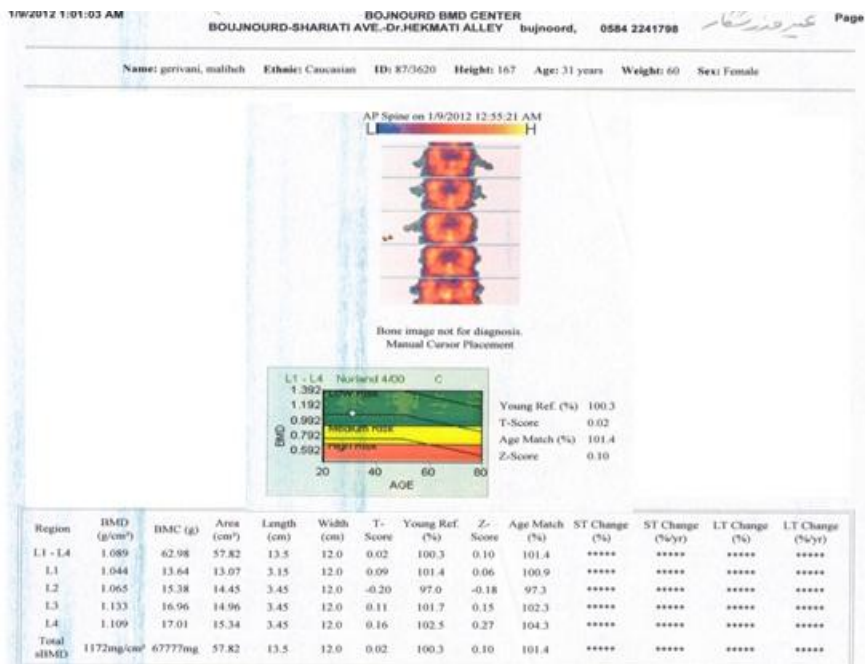 1/9/2012 1:01:03 AM
BOJNOURD BMD CENTER
BOUJNOURD-SHARIATI AVE.-Dr.HEKMATI ALLEY bujnoord, 0584 2241798
Page
Name: gerivani, maliheh Ethnic: Caucasian ID: 87/3620 Height: 167 Age: 31 years Weight: 60 Sex: Female
AP Spine on 1/9/2012 12:55:21 AM
L H
Bone image not for diagnosis.
Manual Cursor Placement
L1 - L4 Norland 4/00 C
1.392
1.192
0.992
0.792
0.592
BMD
Low Risk
Medium Risk
High Risk
20 40 60 80
AGE
Young Ref. (%) 100.3
T-Score 0.02
Age Match (%) 101.4
Z-Score 0.10
Region BMD (g/cm²) BMC (g) Area (cm²) Length (cm) Width (cm) T-Score Young Ref. (%) Z-Score Age Match (%) ST Change (%) ST Change (%/yr) LT Change (%) LT Change (%/yr)
L1 - L4 1.089 62.98 57.82 13.5 12.0 0.02 100.3 0.10 101.4 ***** ***** ***** *****
L1 1.044 13.64 13.07 3.15 12.0 0.09 101.4 0.06 100.9 ***** ***** ***** *****
L2 1.065 15.38 14.45 3.45 12.0 -0.20 97.0 -0.18 97.3 ***** ***** ***** *****
L3 1.133 16.96 14.96 3.45 12.0 0.11 101.7 0.15 102.3 ***** ***** ***** *****
L4 1.109 17.01 15.34 3.45 12.0 0.16 102.5 0.27 104.3 ***** ***** ***** *****
Total sBMD 1172mg/cm² 67777mg 57.82 13.5 12.0 0.02 100.3 0.10 101.4 ***** ***** ***** *****